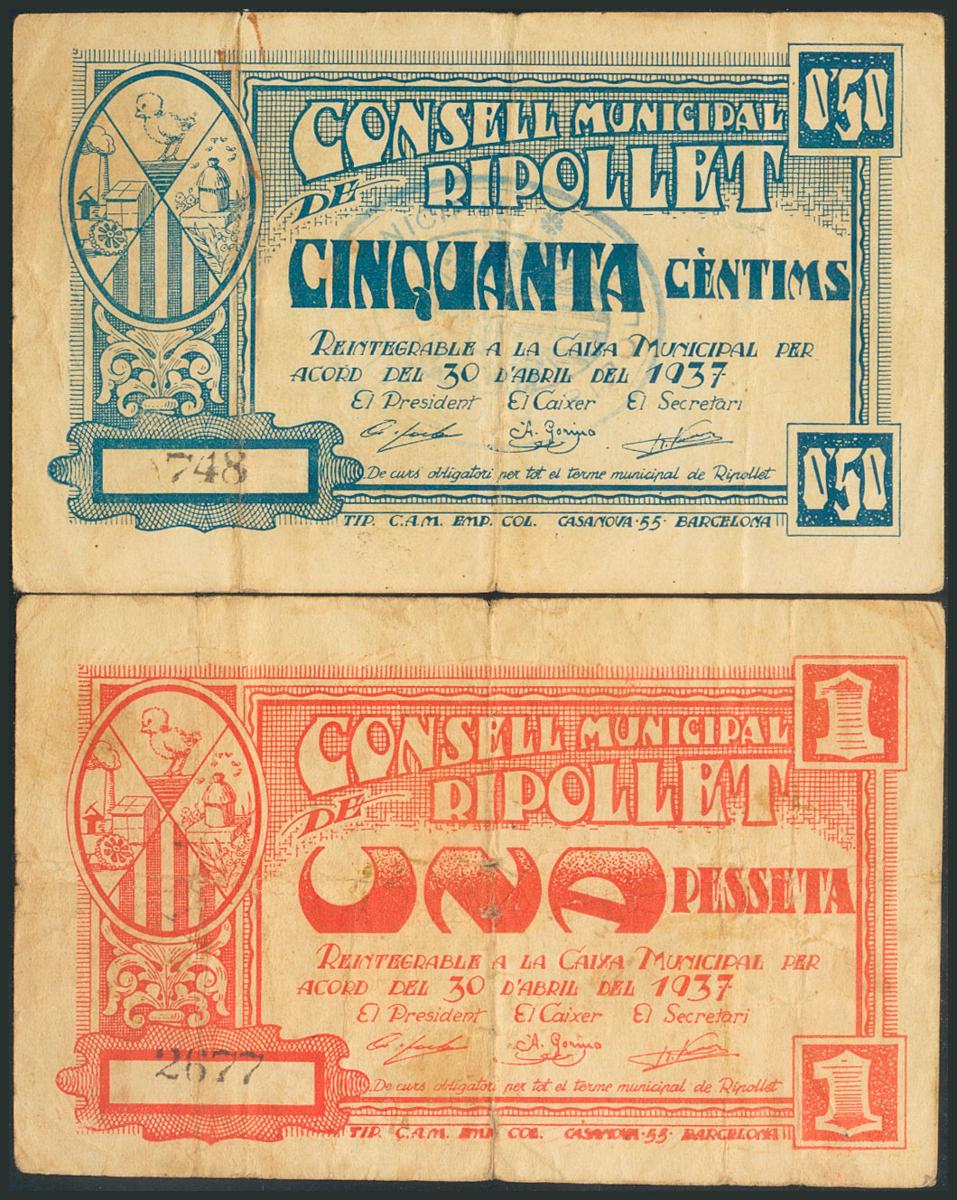 0'50
CONSELL MUNICIPAL
DE RIPOLLET
CINQUANTA CÈNTIMS
REINTEGRABLE A LA CAIXA MUNICIPAL PER
ACORD DEL 30 D'ABRIL DEL 1937
El President El Caixer El Secretari
A. Gorina
748
De curs obligatori per tot el terme municipal de Ripollet
0'50
TIP. C.A.M. EMP. COL. CASANOVA·55·BARCELONA
1
CONSELL MUNICIPAL
DE RIPOLLET
UNA PESSETA
REINTEGRABLE A LA CAIXA MUNICIPAL PER
ACORD DEL 30 D'ABRIL DEL 1937
El President El Caixer El Secretari
A. Gorina
2677
De curs obligatori per tot el terme municipal de Ripollet
1
TIP. C.A.M. EMP. COL. CASANOVA·55·BARCELONA